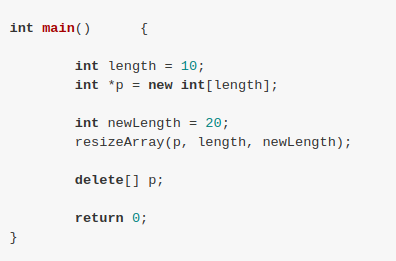 int main()      {
int length = 10;
int *p = new int[length];
int newLength = 20;
resizeArray(p, length, newLength);
delete[] p;
return 0;
}